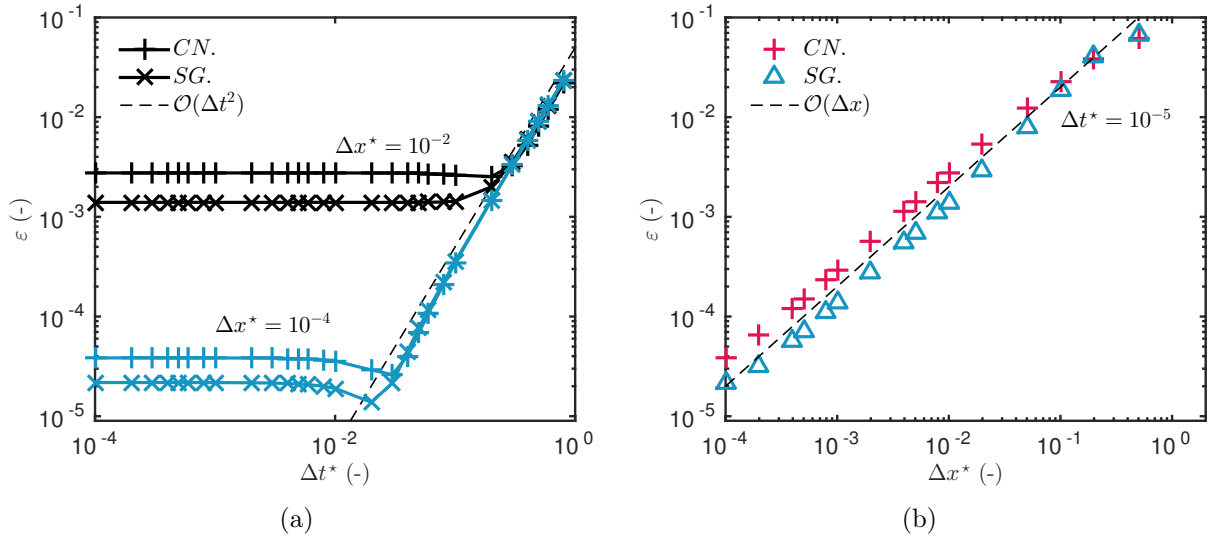 10^{-1}
10^{-2}
10^{-3}
10^{-4}
10^{-5}
ε (-)
CN.
SG.
O(Δt^2)
Δx^⋆ = 10^{-2}
Δx^⋆ = 10^{-4}
10^{-4} 10^{-2} 10^0
Δt^⋆ (-)
(a)
10^{-1}
10^{-2}
10^{-3}
10^{-4}
10^{-5}
ε (-)
CN.
SG.
O(Δx)
Δt^⋆ = 10^{-5}
10^{-4} 10^{-3} 10^{-2} 10^{-1} 10^0
Δx^⋆ (-)
(b)